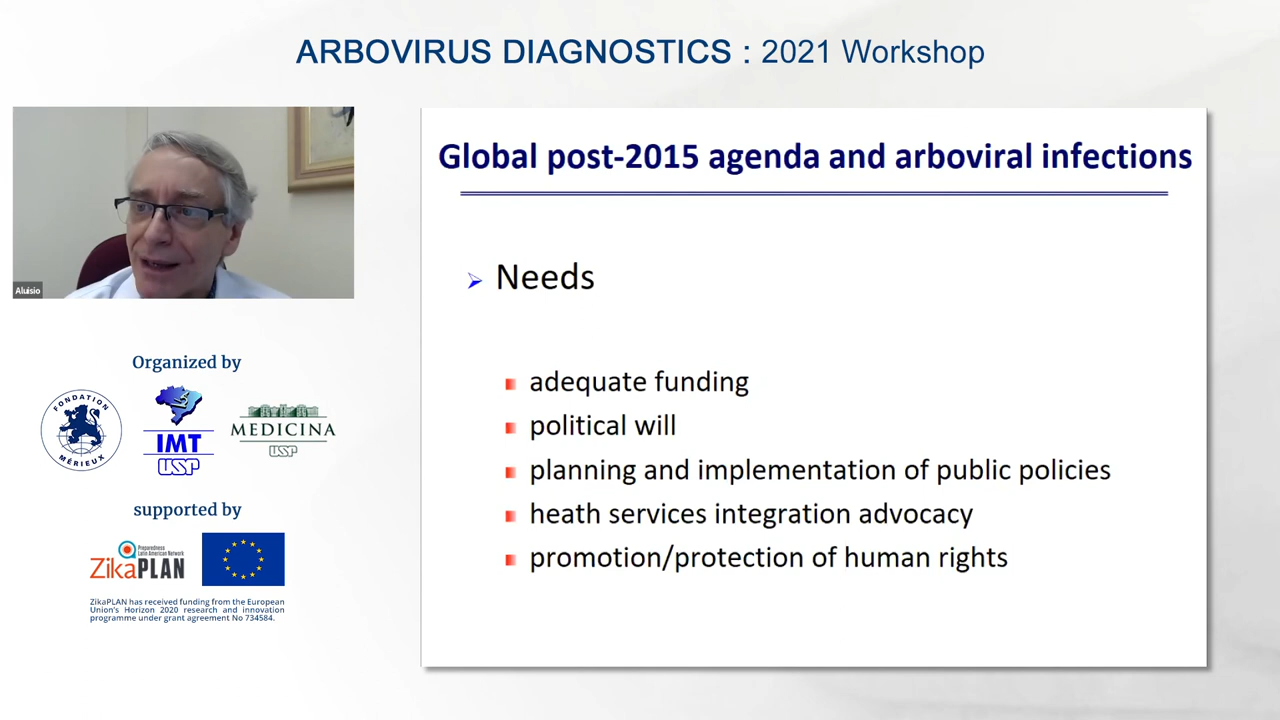 ARBOVIRUS DIAGNOSTICS : 2021 Workshop
Aluisio
Organized by
FONDATION
MÉRIEUX
IMT
USP
MEDICINA
USP
supported by
Preparedness
Latin American Network
ZikaPLAN
ZikaPLAN has received funding from the European
Union's Horizon 2020 research and innovation
programme under grant agreement No 734584.
Global post-2015 agenda and arboviral infections
Needs
adequate funding
political will
planning and implementation of public policies
heath services integration advocacy
promotion/protection of human rights